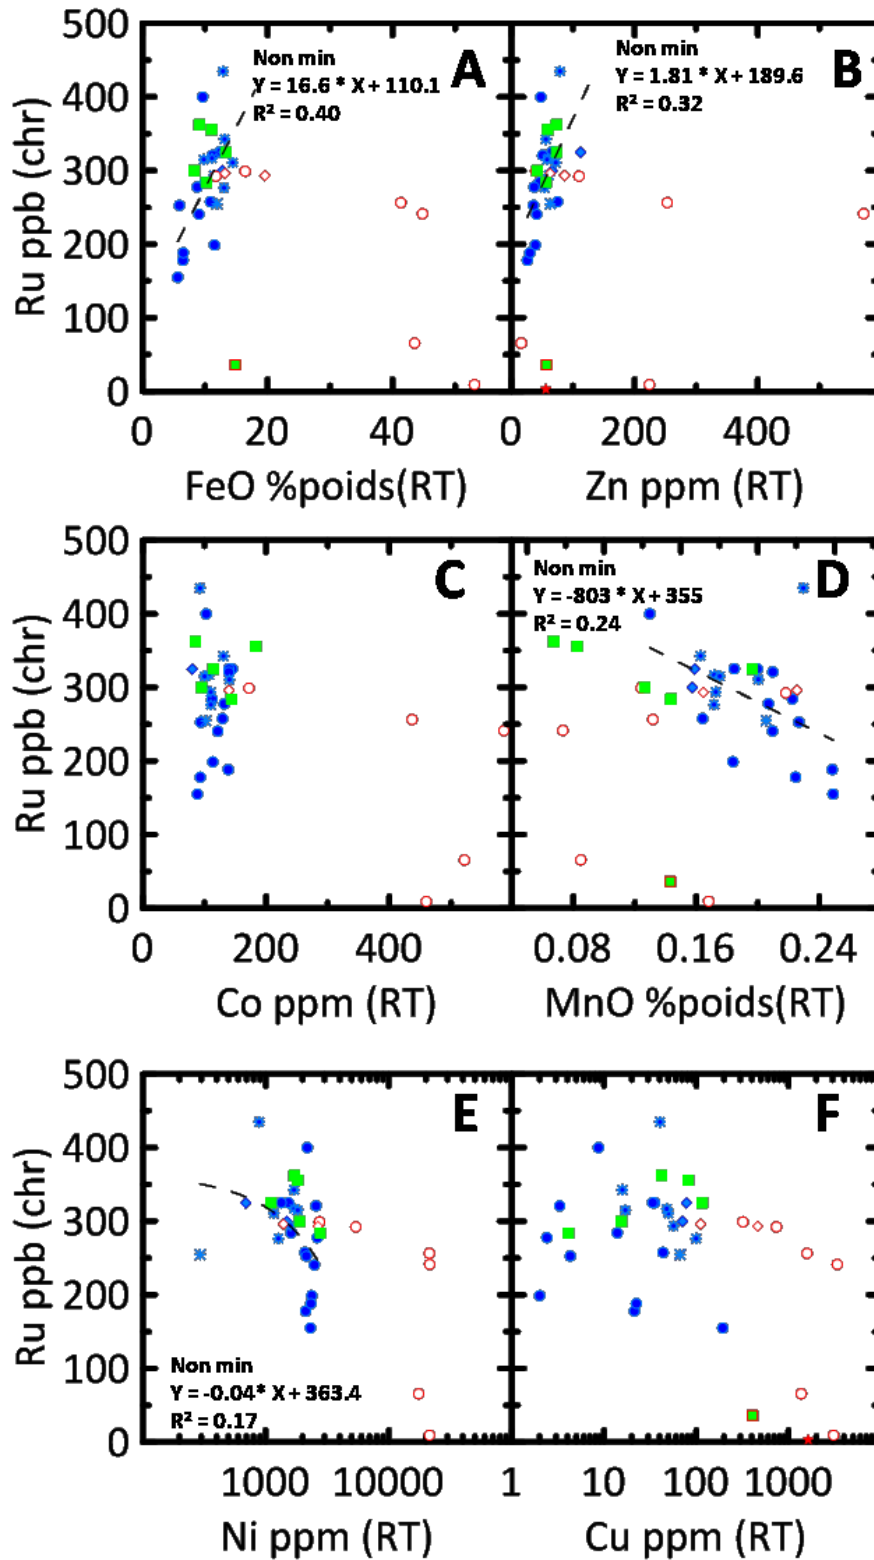 500
400
300
200
100
0
Ru ppb (chr)
Non min
Y = 16.6 * X + 110.1
R² = 0.40
A
Non min
Y = 1.81 * X + 189.6
R² = 0.32
B
0 20 40 0 200 400
FeO %poids(RT) Zn ppm (RT)
500
400
300
200
100
0
Ru ppb (chr)
C
Non min
Y = -803 * X + 355
R² = 0.24
D
0 200 400 0.08 0.16 0.24
Co ppm (RT) MnO %poids(RT)
500
400
300
200
100
0
Ru ppb (chr)
E
Non min
Y = -0.04* X + 363.4
R² = 0.17
F
1000 10000 1 10 100 1000
Ni ppm (RT) Cu ppm (RT)